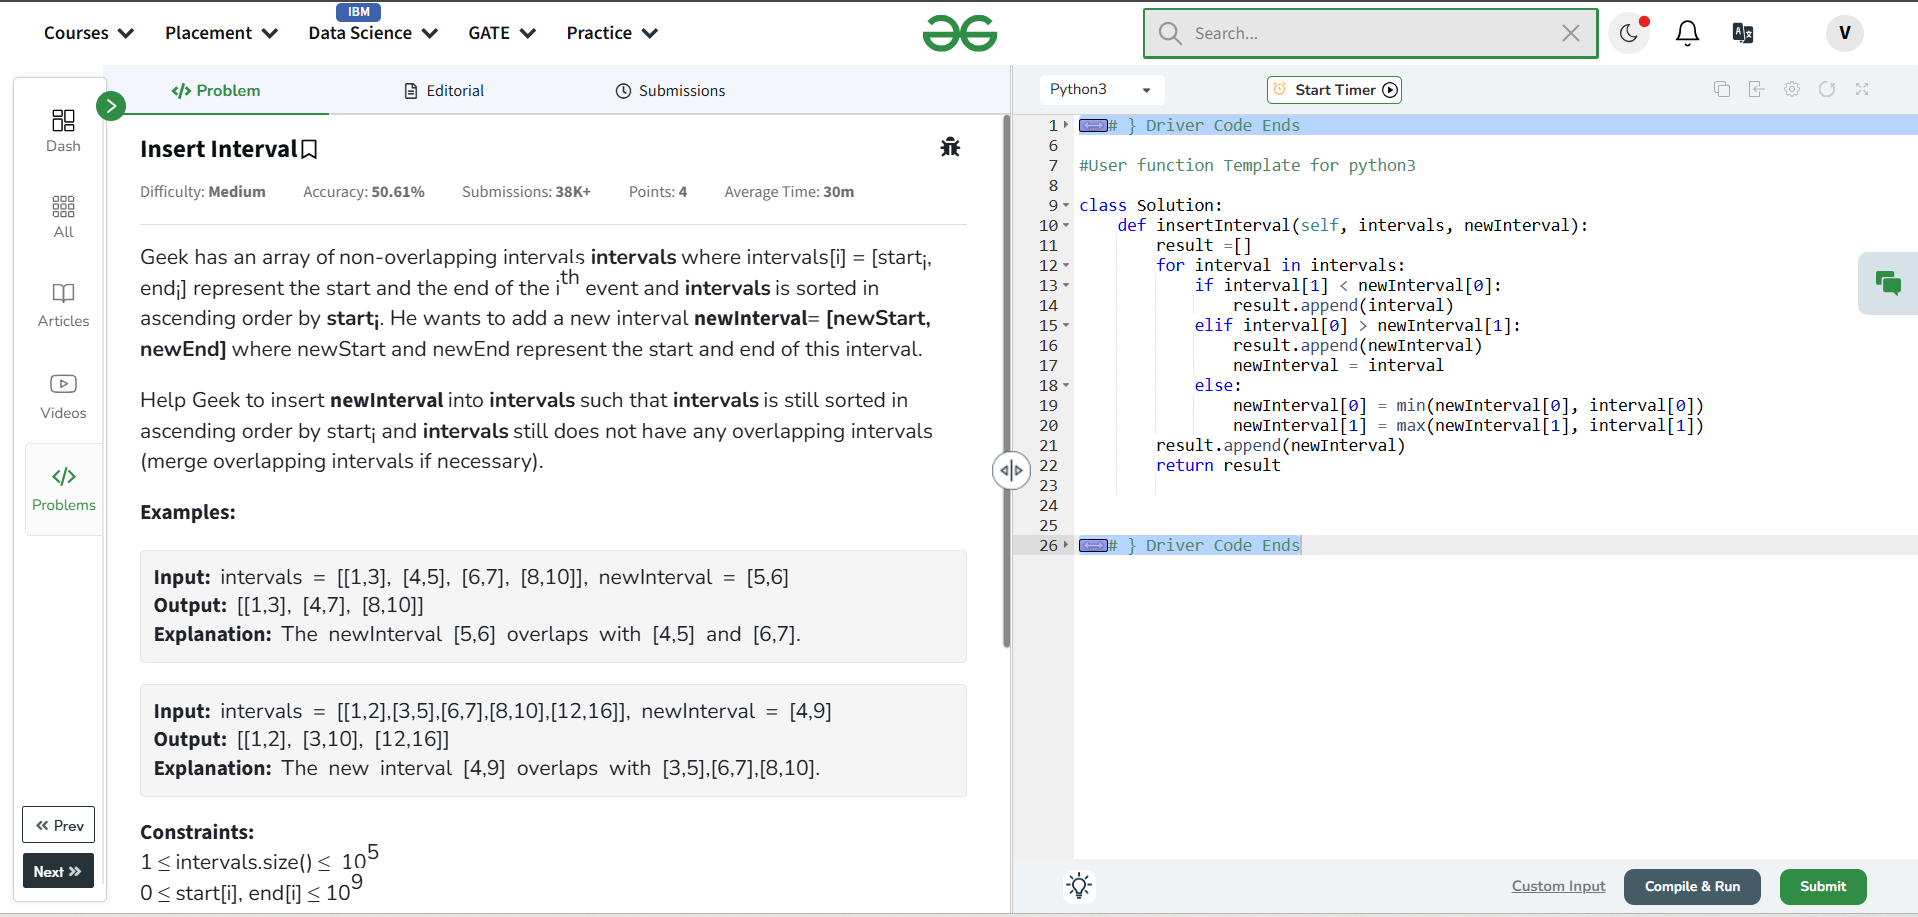 Courses Placement IBM Data Science GATE Practice Search... V
Dash
All
Articles
Videos
Problems
Prev
Next
Problem Editorial Submissions
Insert Interval
Difficulty: Medium Accuracy: 50.61% Submissions: 38K+ Points: 4 Average Time: 30m
Geek has an array of non-overlapping intervals intervals where intervals[i] = [starti,
endi] represent the start and the end of the ith event and intervals is sorted in
ascending order by starti. He wants to add a new interval newInterval= [newStart,
newEnd] where newStart and newEnd represent the start and end of this interval.
Help Geek to insert newInterval into intervals such that intervals is still sorted in
ascending order by starti and intervals still does not have any overlapping intervals
(merge overlapping intervals if necessary).
Examples:
Input: intervals = [[1,3], [4,5], [6,7], [8,10]], newInterval = [5,6]
Output: [[1,3], [4,7], [8,10]]
Explanation: The newInterval [5,6] overlaps with [4,5] and [6,7].
Input: intervals = [[1,2],[3,5],[6,7],[8,10],[12,16]], newInterval = [4,9]
Output: [[1,2], [3,10], [12,16]]
Explanation: The new interval [4,9] overlaps with [3,5],[6,7],[8,10].
Constraints:
1 ≤ intervals.size() ≤ 10^5
0 ≤ start[i], end[i] ≤ 10^9
Python3 Start Timer
1 # } Driver Code Ends
6
7 #User function Template for python3
8
9 class Solution:
10 def insertInterval(self, intervals, newInterval):
11 result =[]
12 for interval in intervals:
13 if interval[1] < newInterval[0]:
14 result.append(interval)
15 elif interval[0] > newInterval[1]:
16 result.append(newInterval)
17 newInterval = interval
18 else:
19 newInterval[0] = min(newInterval[0], interval[0])
20 newInterval[1] = max(newInterval[1], interval[1])
21 result.append(newInterval)
22 return result
23
24
25
26 # } Driver Code Ends
Custom Input Compile & Run Submit